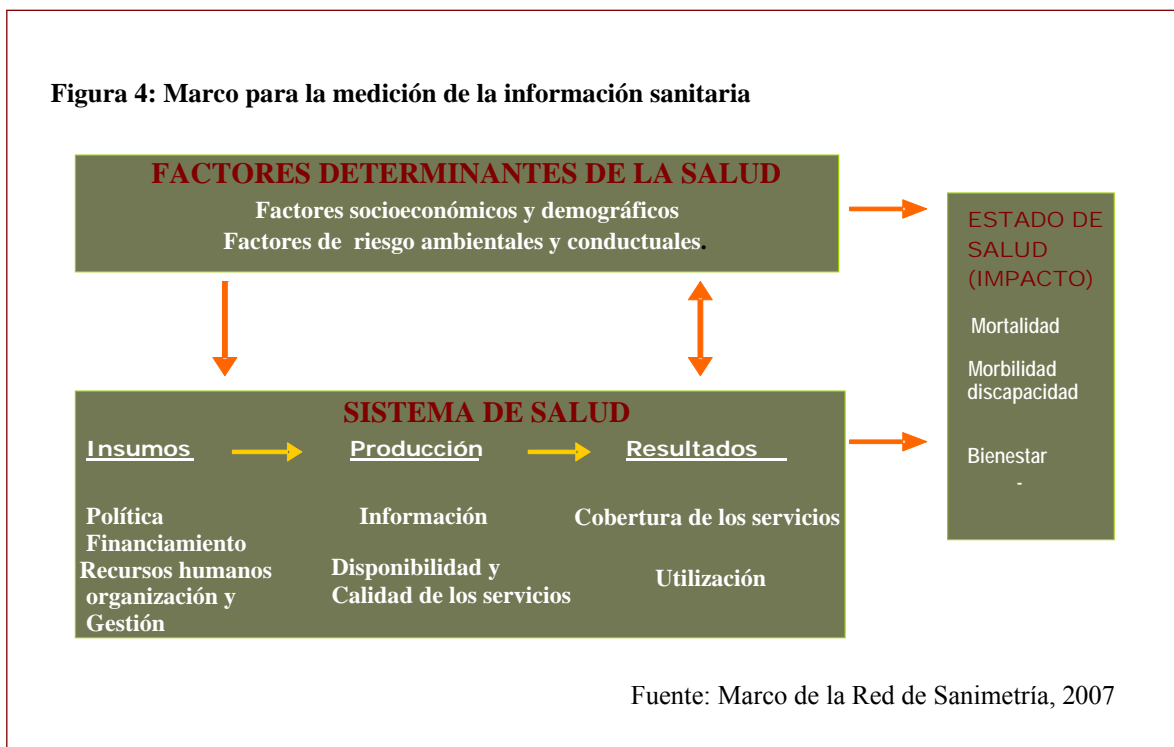 Figura 4: Marco para la medición de la información sanitaria
FACTORES DETERMINANTES DE LA SALUD
Factores socioeconómicos y demográficos
Factores de riesgo ambientales y conductuales.
ESTADO DE
SALUD
(IMPACTO)
Mortalidad
Morbilidad
discapacidad
Bienestar
-
SISTEMA DE SALUD
Insumos
Política
Financiamiento
Recursos humanos
organización y
Gestión
Producción
Información
Disponibilidad y
Calidad de los servicios
Resultados
Cobertura de los servicios
Utilización
Fuente: Marco de la Red de Sanimetría, 2007